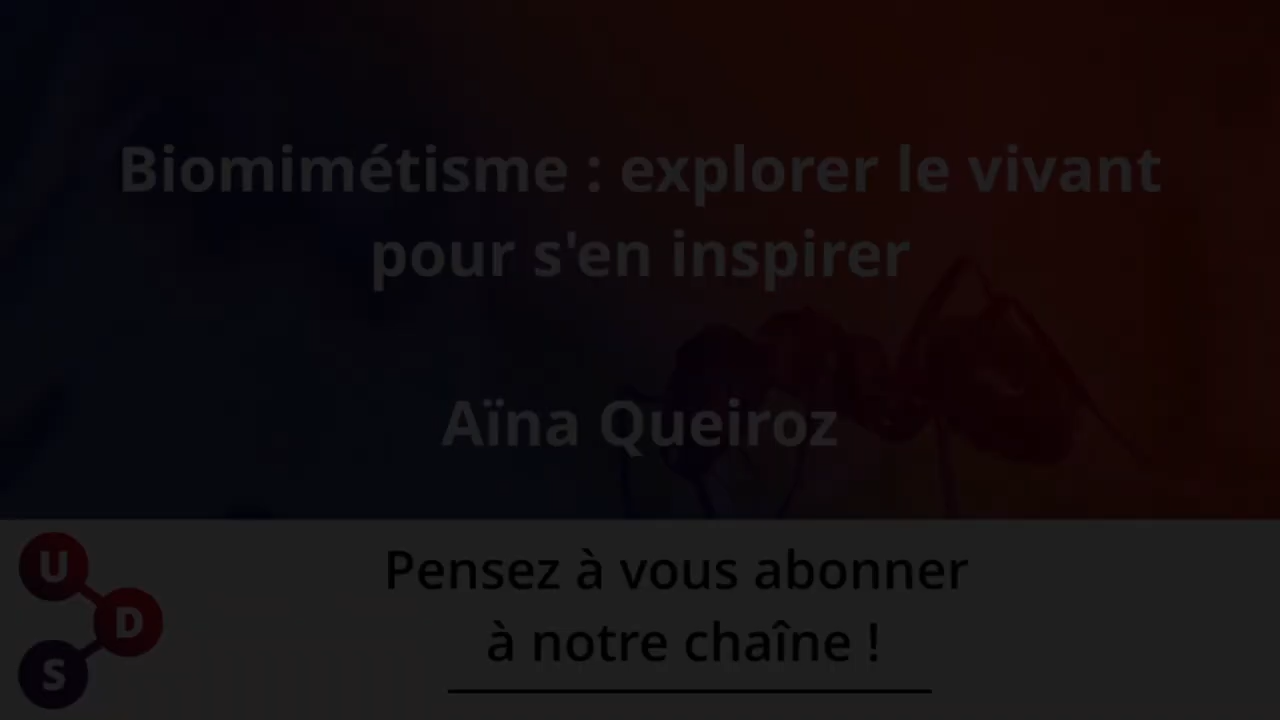 Biomimétisme : explorer le vivant
pour s'en inspirer
Aïna Queiroz
U
D
S
Pensez à vous abonner
à notre chaîne !